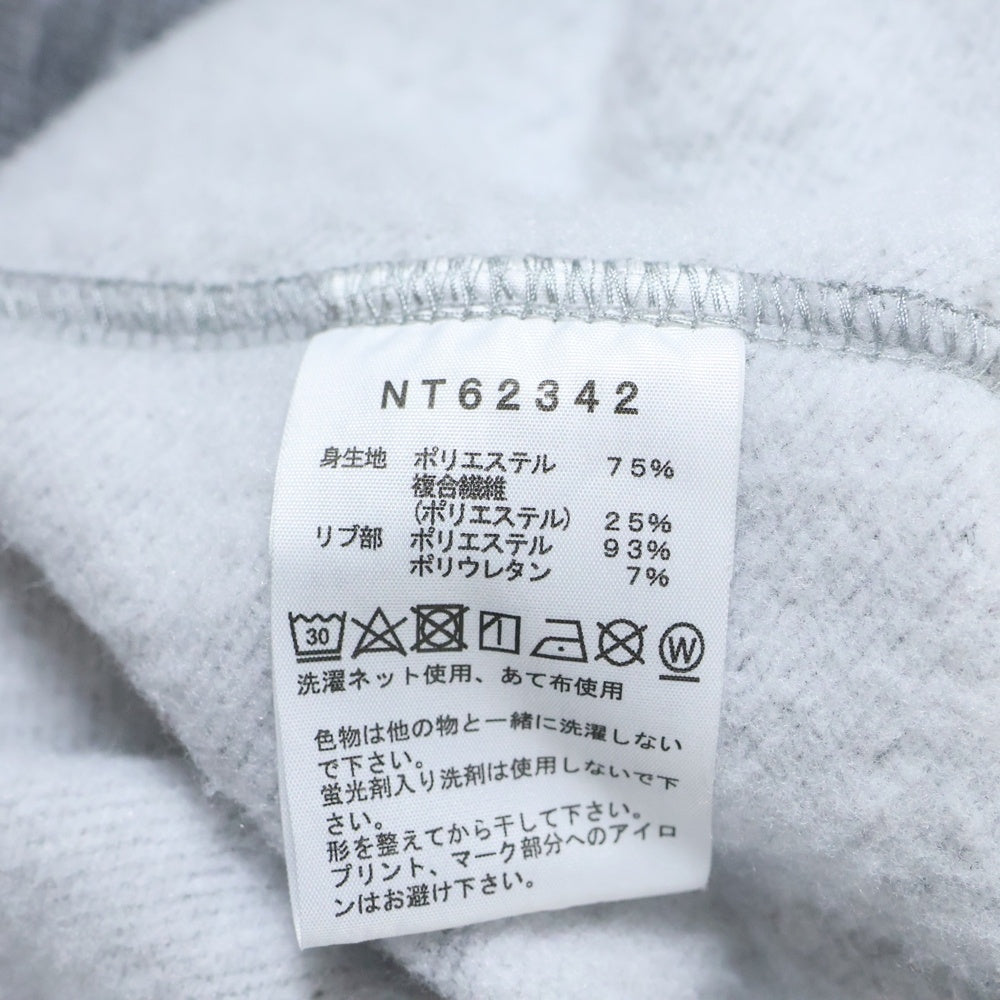 NT62342
身生地 ポリエステル 75%
複合繊維
(ポリエステル) 25%
リブ部 ポリエステル 93%
ポリウレタン 7%
30 W
洗濯ネット使用、あて布使用
色物は他の物と一緒に洗濯しない
で下さい。
蛍光剤入り洗剤は使用しないで下
さい。
形を整えてから干して下さい。
プリント、マーク部分へのアイロ
ンはお避け下さい。